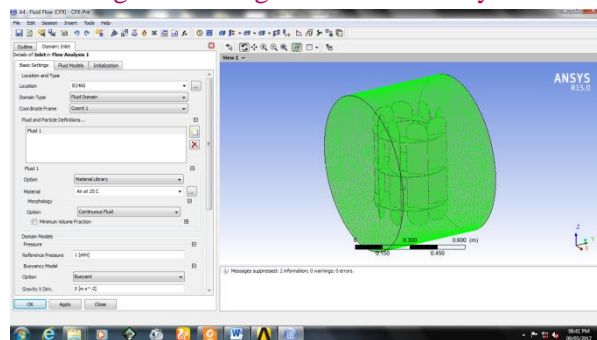 A4 : Fluid Flow (CFX) - CFX-Pre
File Edit Session Insert Tools Help
Outline Domain: Inlet
Details of Inlet in Flow Analysis 1
Basic Settings Fluid Models Initialization
Location and Type
Location B2466
Domain Type Fluid Domain
Coordinate Frame Coord 1
Fluid and Particle Definitions...
Fluid 1
Fluid 1
Option Material Library
Material Air at 25 C
Morphology
Option Continuous Fluid
Minimum Volume Fraction
Domain Models
Pressure
Reference Pressure 1 [atm]
Buoyancy Model
Option Buoyant
Gravity X Dirn. 0 [m s^-2]
OK Apply Close
View 1
ANSYS
R15.0
0.300 0.600 (m)
0.150 0.450
Z Y
X
Messages suppressed: 2 information; 0 warnings; 0 errors.
06:41 PM
09/05/2017